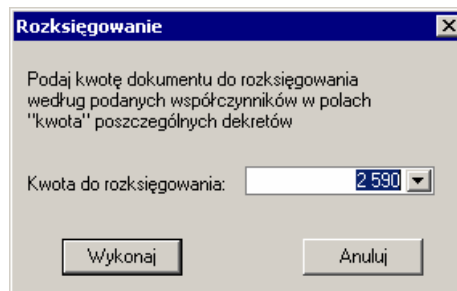 Rozksięgowanie
Podaj kwotę dokumentu do rozksięgowania
według podanych współczynników w polach
"kwota" poszczególnych dekretów
Kwota do rozksięgowania: 2 590
Wykonaj Anuluj